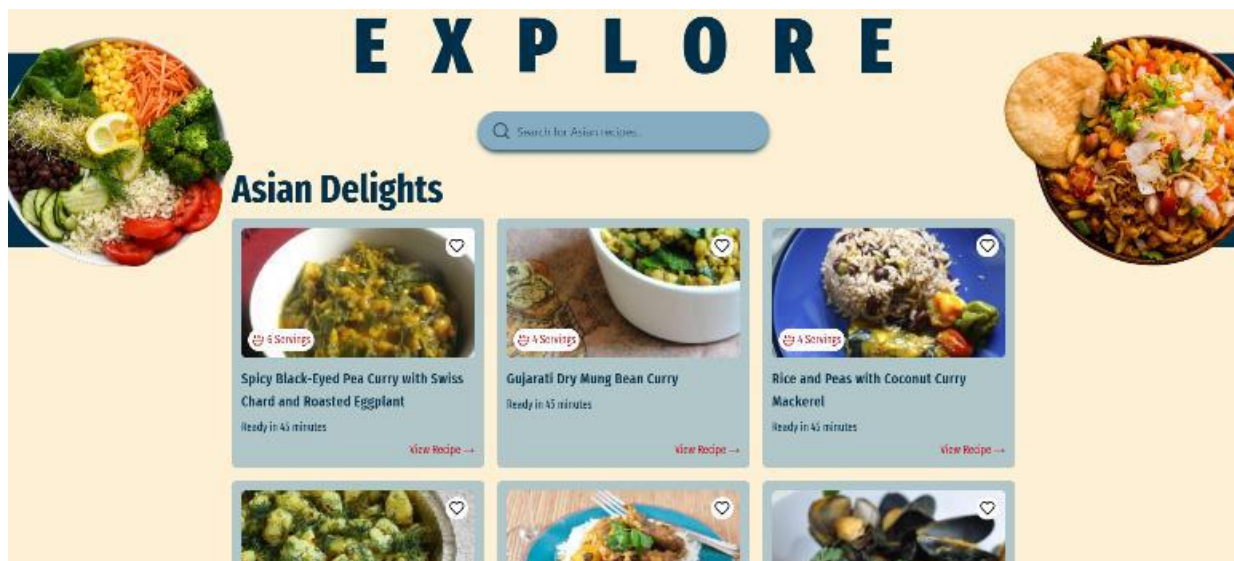 EXPLORE
Search for Asian recipes...
Asian Delights
6 Servings
4 Servings
4 Servings
Spicy Black-Eyed Pea Curry with Swiss
Chard and Roasted Eggplant
Ready in 45 minutes
View Recipe →
Gujarati Dry Mung Bean Curry
Ready in 45 minutes
View Recipe →
Rice and Peas with Coconut Curry
Mackerel
Ready in 45 minutes
View Recipe →